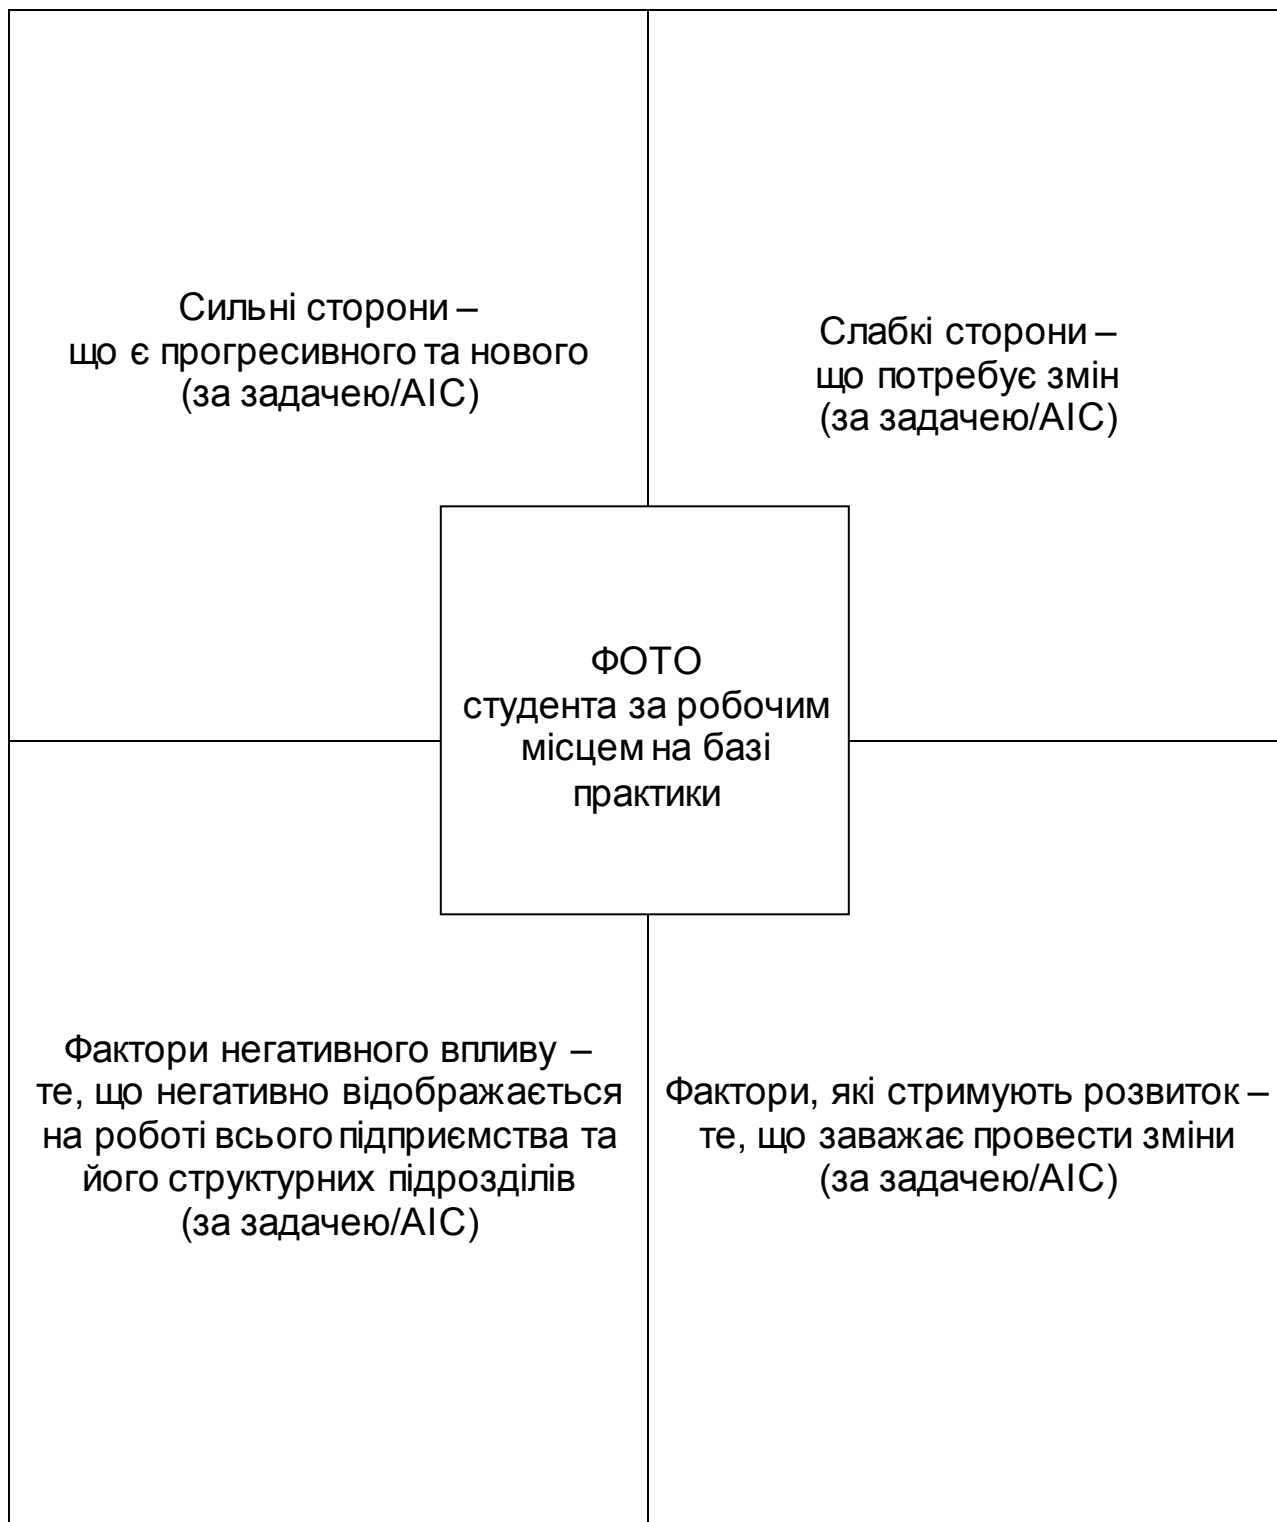 Сильні сторони –
що є прогресивного та нового
(за задачею/АІС)
Слабкі сторони –
що потребує змін
(за задачею/АІС)
ФОТО
студента за робочим
місцем на базі
практики
Фактори негативного впливу –
те, що негативно відображається
на роботі всього підприємства та
його структурних підрозділів
(за задачею/АІС)
Фактори, які стримують розвиток –
те, що заважає провести зміни
(за задачею/АІС)